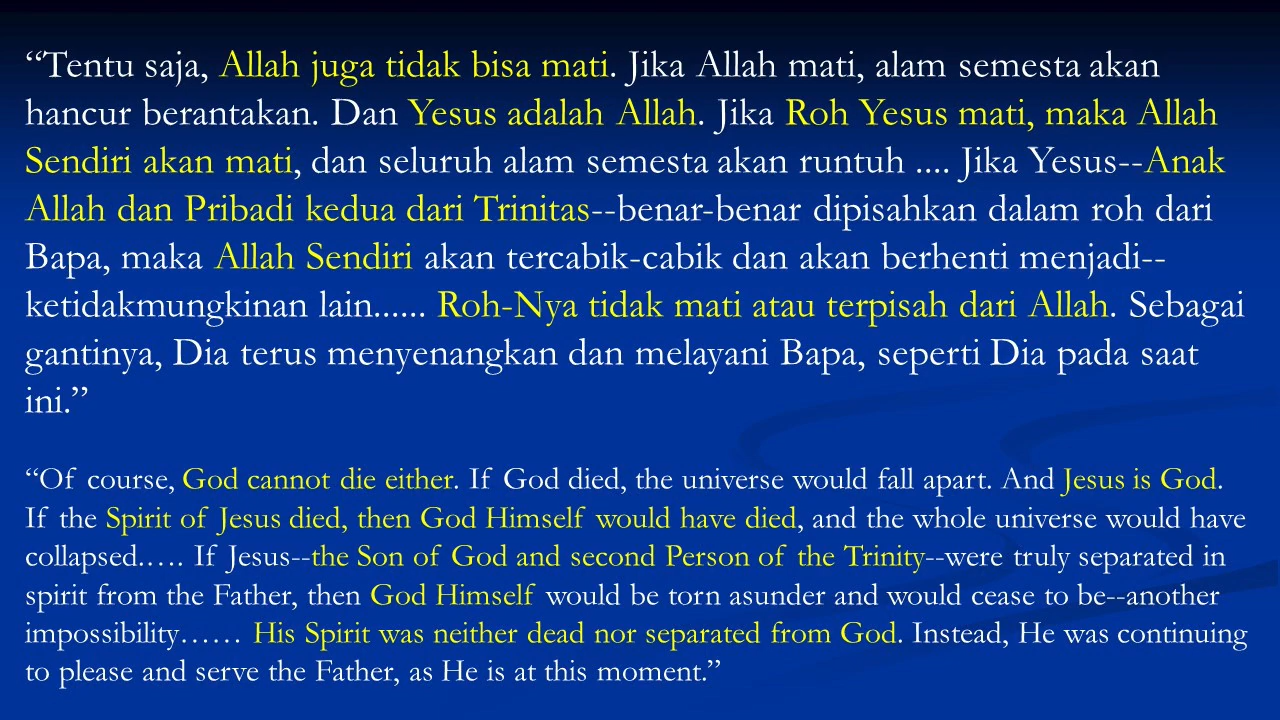 “Tentu saja, Allah juga tidak bisa mati. Jika Allah mati, alam semesta akan
hancur berantakan. Dan Yesus adalah Allah. Jika Roh Yesus mati, maka Allah
Sendiri akan mati, dan seluruh alam semesta akan runtuh .... Jika Yesus--Anak
Allah dan Pribadi kedua dari Trinitas--benar-benar dipisahkan dalam roh dari
Bapa, maka Allah Sendiri akan tercabik-cabik dan akan berhenti menjadi--
ketidakmungkinan lain...... Roh-Nya tidak mati atau terpisah dari Allah. Sebagai
gantinya, Dia terus menyenangkan dan melayani Bapa, seperti Dia pada saat
ini.”
“Of course, God cannot die either. If God died, the universe would fall apart. And Jesus is God.
If the Spirit of Jesus died, then God Himself would have died, and the whole universe would have
collapsed.…. If Jesus--the Son of God and second Person of the Trinity--were truly separated in
spirit from the Father, then God Himself would be torn asunder and would cease to be--another
impossibility…… His Spirit was neither dead nor separated from God. Instead, He was continuing
to please and serve the Father, as He is at this moment.”